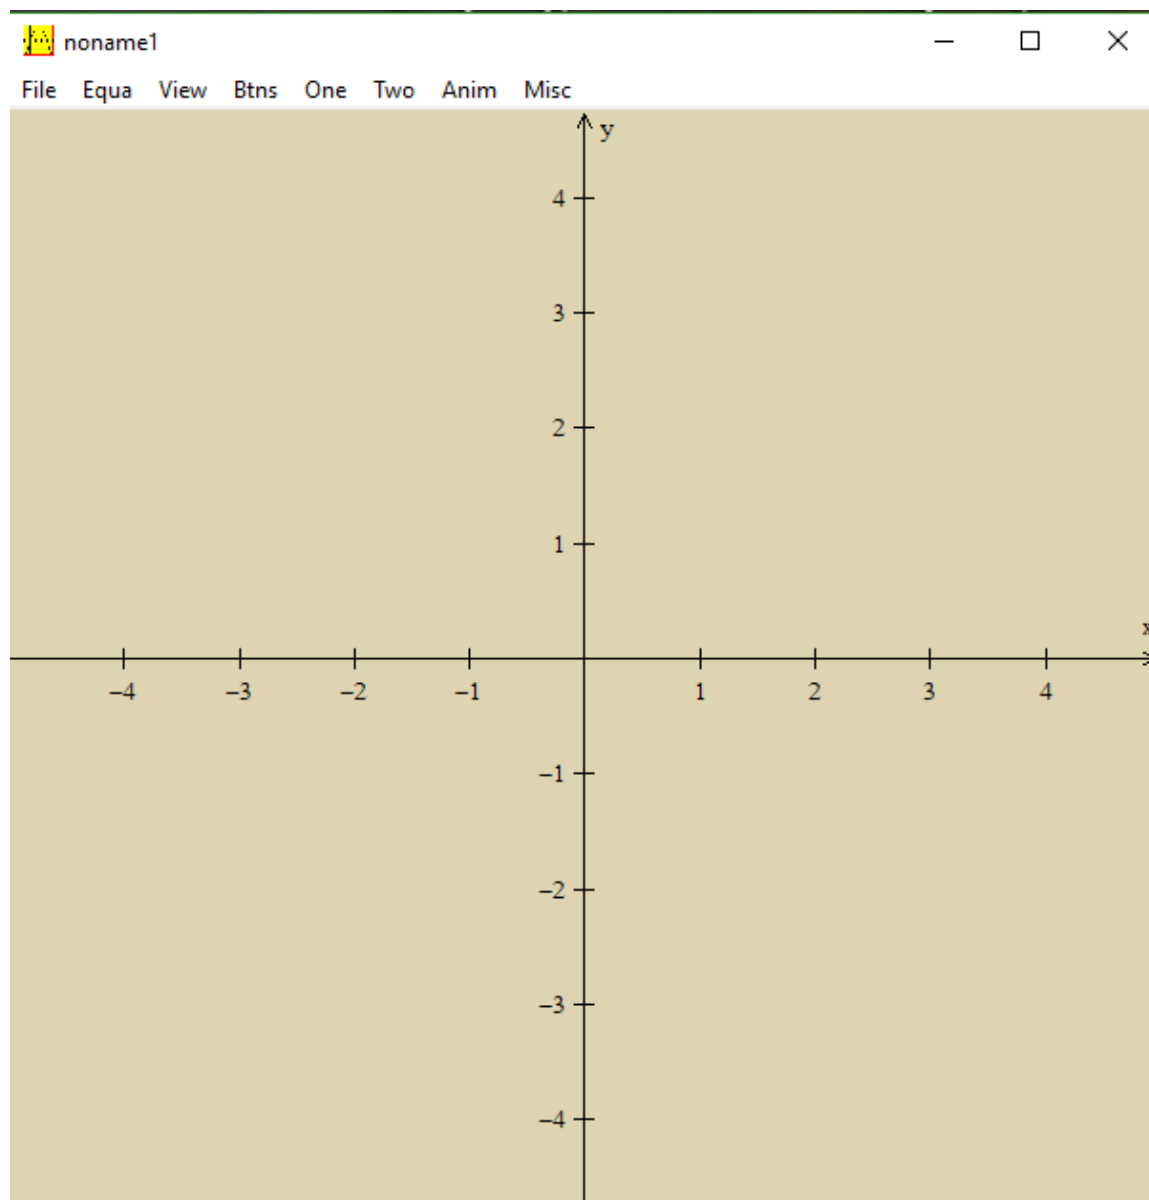 noname1
File Equa View Btns One Two Anim Misc
y
4
3
2
1
x
–4 –3 –2 –1 1 2 3 4
–1
–2
–3
–4